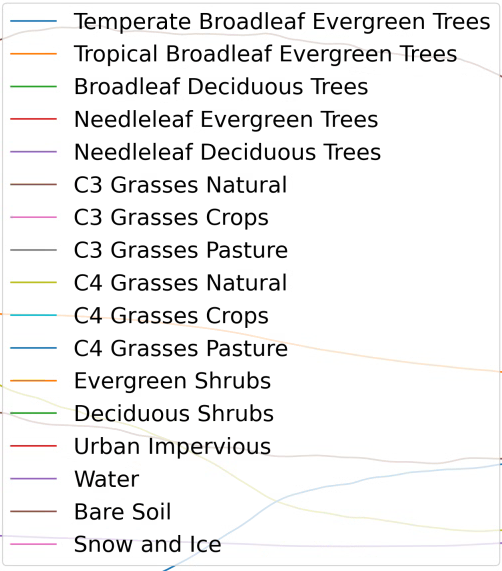 Temperate Broadleaf Evergreen Trees
Tropical Broadleaf Evergreen Trees
Broadleaf Deciduous Trees
Needleleaf Evergreen Trees
Needleleaf Deciduous Trees
C3 Grasses Natural
C3 Grasses Crops
C3 Grasses Pasture
C4 Grasses Natural
C4 Grasses Crops
C4 Grasses Pasture
Evergreen Shrubs
Deciduous Shrubs
Urban Impervious
Water
Bare Soil
Snow and Ice